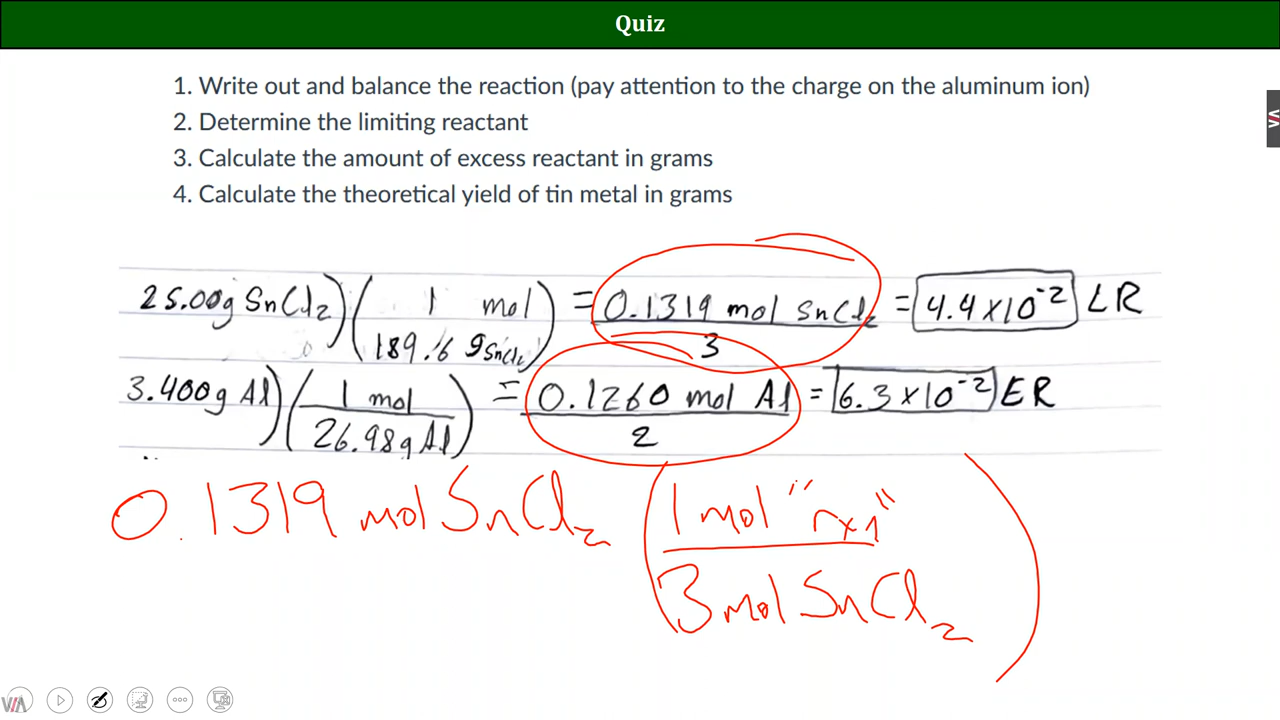 Quiz
1. Write out and balance the reaction (pay attention to the charge on the aluminum ion)
2. Determine the limiting reactant
3. Calculate the amount of excess reactant in grams
4. Calculate the theoretical yield of tin metal in grams
25.00g SnCl₂)(1 mol / 189.6 g SnCl₂) = 0.1319 mol SnCl₂ / 3 = 4.4 x 10⁻² LR
3.400g Al)(1 mol / 26.98g Al) = 0.1260 mol Al / 2 = 6.3 x 10⁻² ER
0.1319 mol SnCl₂ (1 mol "rxn" / 3 mol SnCl₂)